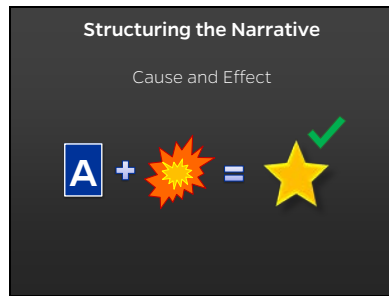 Structuring the Narrative
Cause and Effect
A + =